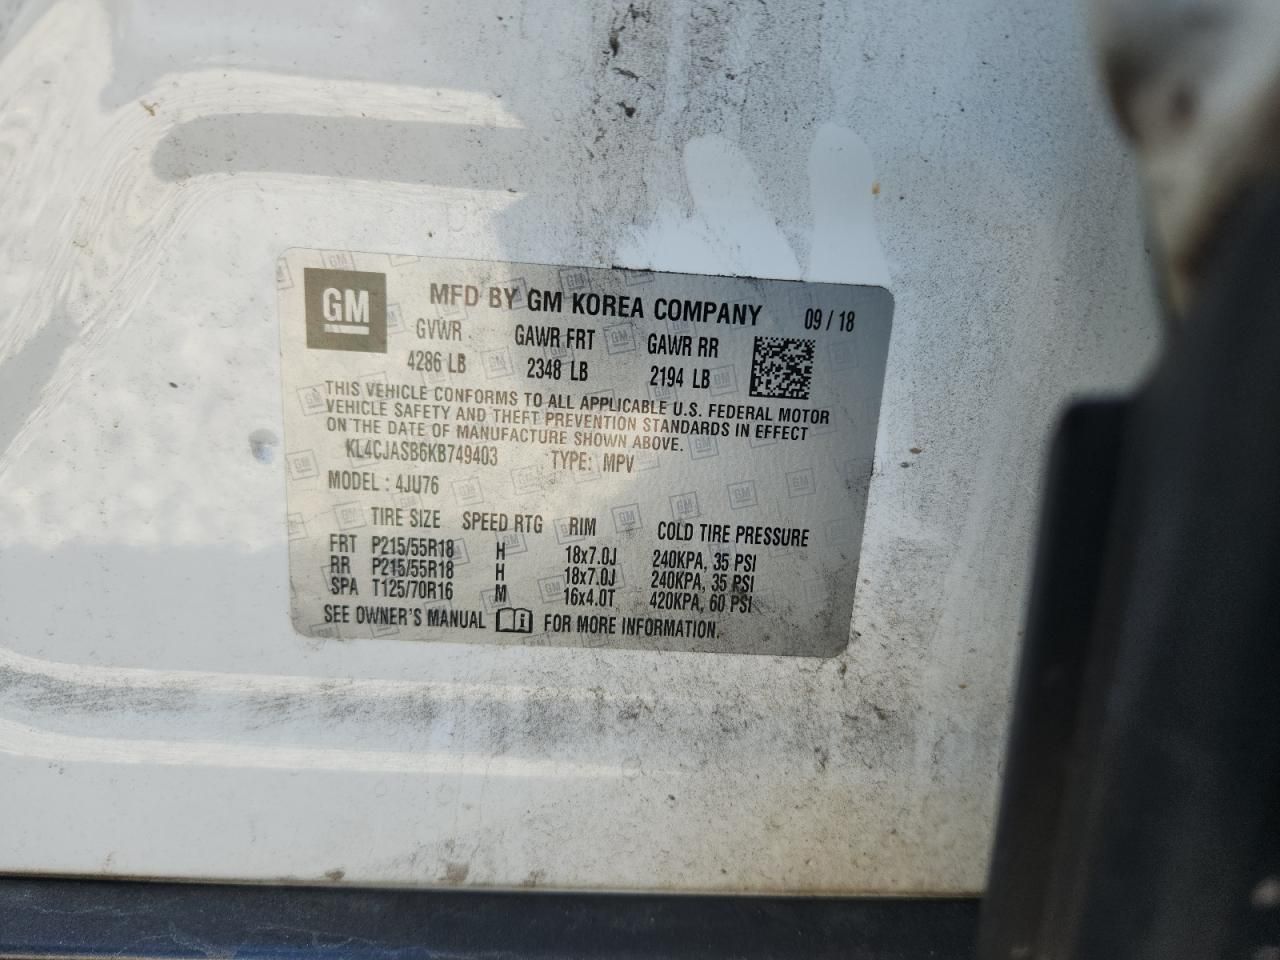 GM
MFD BY GM KOREA COMPANY 09 / 18
GVWR GAWR FRT GAWR RR
4286 LB 2348 LB 2194 LB
THIS VEHICLE CONFORMS TO ALL APPLICABLE U.S. FEDERAL MOTOR
VEHICLE SAFETY AND THEFT PREVENTION STANDARDS IN EFFECT
ON THE DATE OF MANUFACTURE SHOWN ABOVE.
KL4CJASB6KB749403 TYPE: MPV
MODEL : 4JU76
TIRE SIZE SPEED RTG RIM COLD TIRE PRESSURE
FRT P215/55R18 H 18x7.0J 240KPA, 35 PSI
RR P215/55R18 H 18x7.0J 240KPA, 35 PSI
SPA T125/70R16 M 16x4.0T 420KPA, 60 PSI
SEE OWNER'S MANUAL FOR MORE INFORMATION.